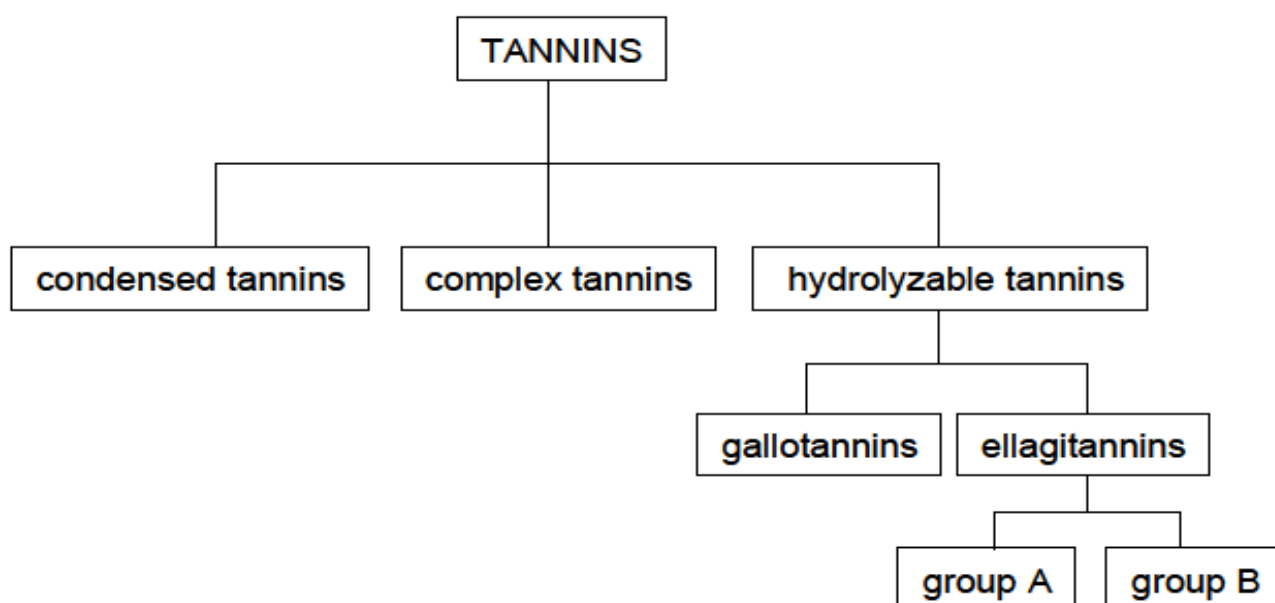 TANNINS
condensed tannins
complex tannins
hydrolyzable tannins
gallotannins
ellagitannins
group A
group B